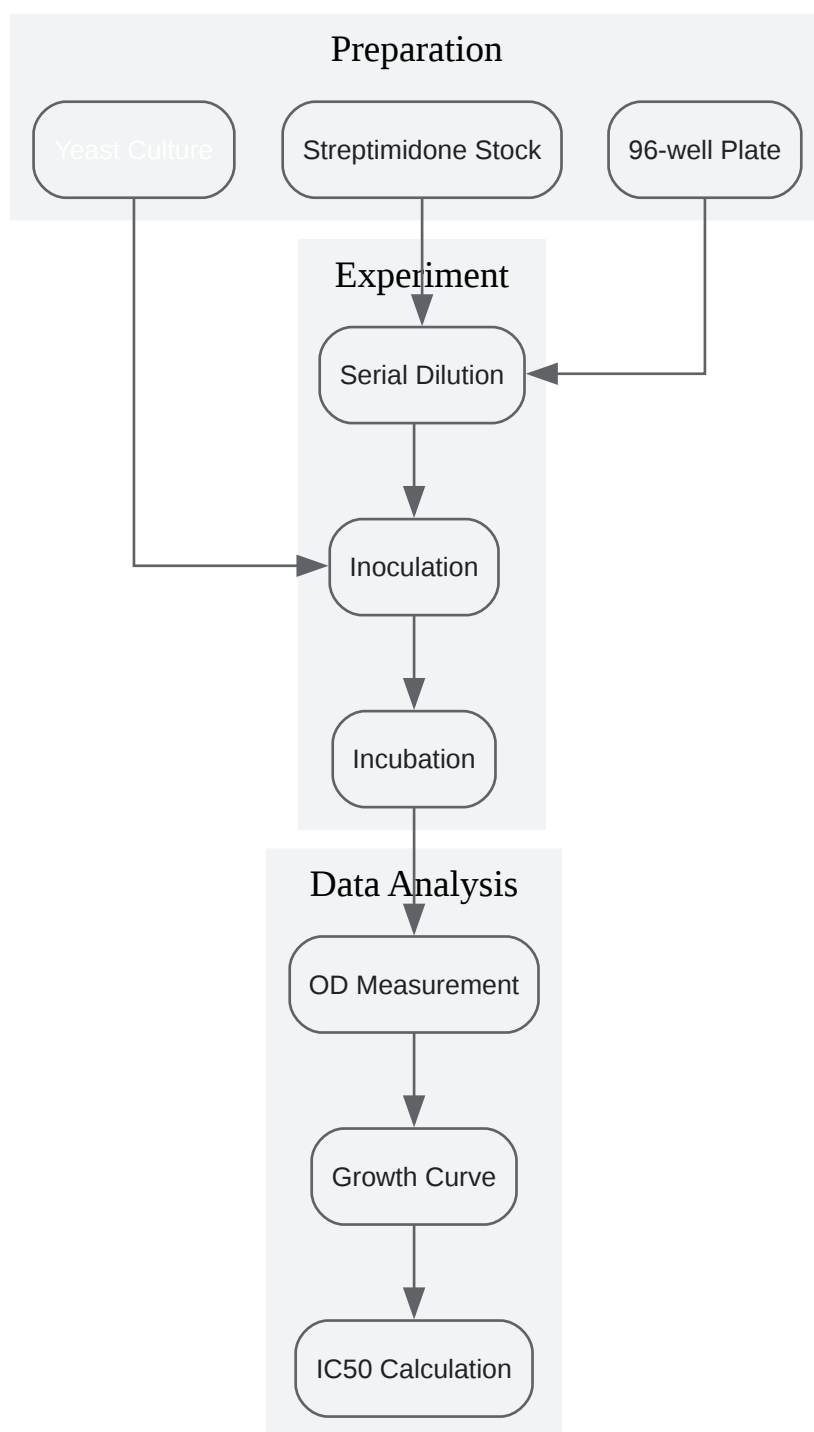 Preparation
Yeast Culture
Streptimidone Stock
96-well Plate
Experiment
Serial Dilution
Inoculation
Incubation
Data Analysis
OD Measurement
Growth Curve
IC50 Calculation